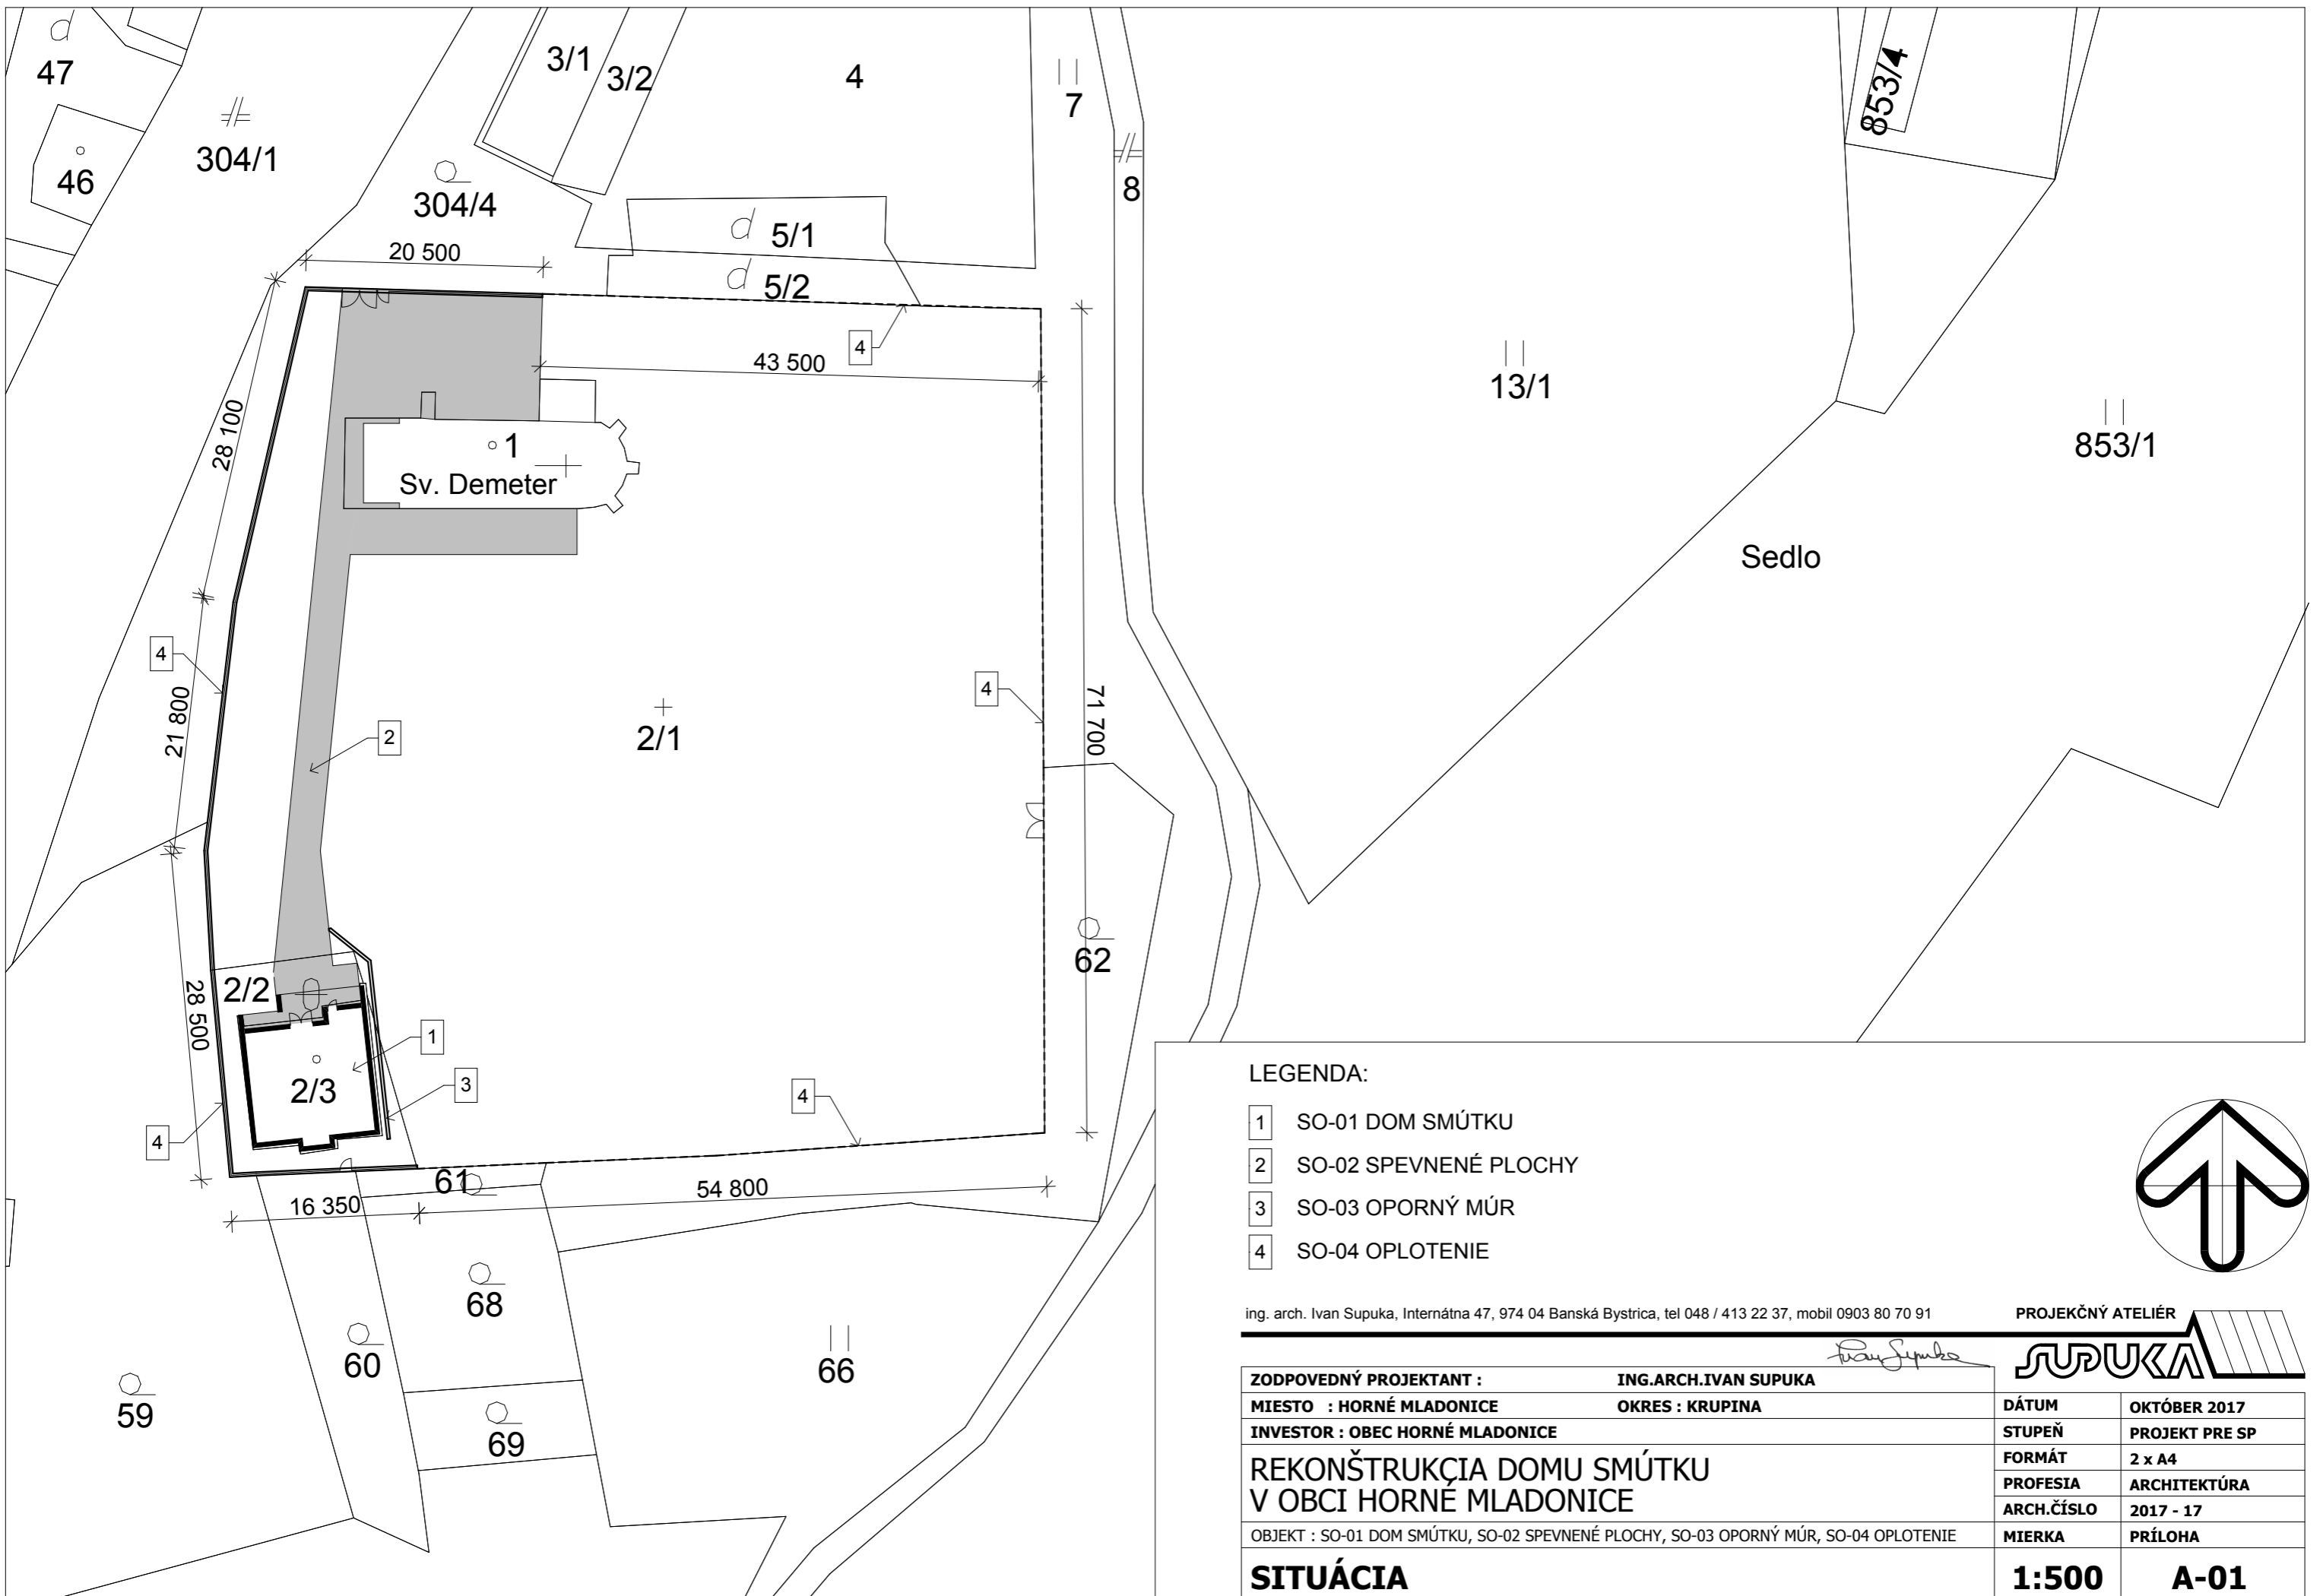 47
46
304/1
304/4
3/1
3/2
4
7
8
853/4
5/1
5/2
20 500
4
43 500
13/1
853/1
28 100
1
Sv. Demeter
Sedlo
4
21 800
2
2/1
4
71 700
62
2/2
28 500
1
2/3
3
4
4
61
16 350
54 800
68
60
59
69
66
LEGENDA:
1 SO-01 DOM SMÚTKU
2 SO-02 SPEVNENÉ PLOCHY
3 SO-03 OPORNÝ MÚR
4 SO-04 OPLOTENIE
ing. arch. Ivan Supuka, Internátna 47, 974 04 Banská Bystrica, tel 048 / 413 22 37, mobil 0903 80 70 91
PROJEKČNÝ ATELIÉR
SUPUKA
Ivan Supuka
ZODPOVEDNÝ PROJEKTANT : ING.ARCH.IVAN SUPUKA
MIESTO : HORNÉ MLADONICE OKRES : KRUPINA
INVESTOR : OBEC HORNÉ MLADONICE
REKONŠTRUKCIA DOMU SMÚTKU
V OBCI HORNÉ MLADONICE
OBJEKT : SO-01 DOM SMÚTKU, SO-02 SPEVNENÉ PLOCHY, SO-03 OPORNÝ MÚR, SO-04 OPLOTENIE
SITUÁCIA
DÁTUM OKTÓBER 2017
STUPEŇ PROJEKT PRE SP
FORMÁT 2 x A4
PROFESIA ARCHITEKTÚRA
ARCH.ČÍSLO 2017 - 17
MIERKA PRÍLOHA
1:500 A-01